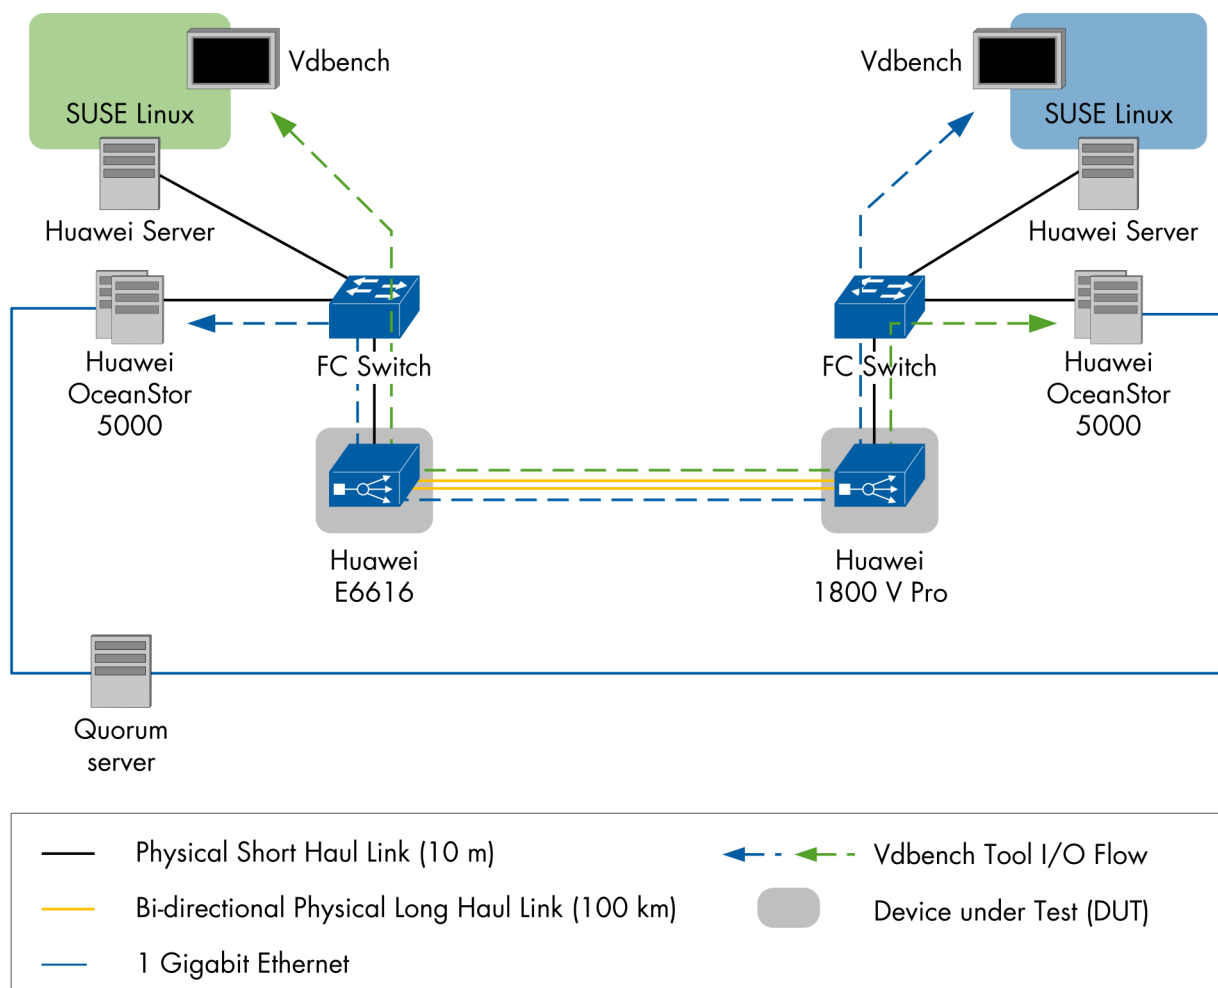 Vdbench
Vdbench
SUSE Linux
SUSE Linux
Huawei Server
Huawei Server
Huawei
OceanStor
5000
FC Switch
FC Switch
Huawei
OceanStor
5000
Huawei
E6616
Huawei
1800 V Pro
Quorum
server
Physical Short Haul Link (10 m)
Vdbench Tool I/O Flow
Bi-directional Physical Long Haul Link (100 km)
Device under Test (DUT)
1 Gigabit Ethernet